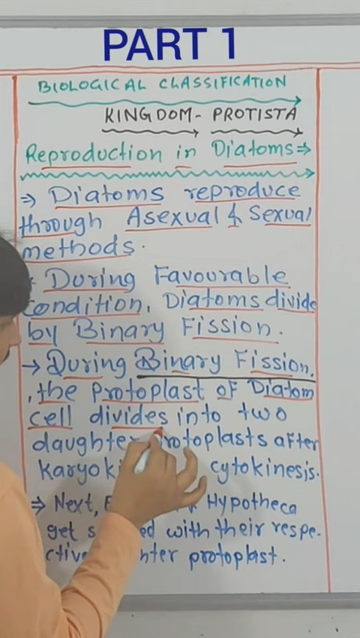 PART 1
BIOLOGICAL CLASSIFICATION
KINGDOM - PROTISTA
Reproduction in Diatoms ⇒
⇒ Diatoms reproduce
through Asexual & Sexual
methods.
During Favourable
Condition, Diatoms divide
by Binary Fission.
→ During Binary Fission,
the Protoplast of Diatom
cell divides into two
daughter protoplasts after
cytokinesis.
⇒ Next, Hypotheca
get with their respe-
ctive protoplast.